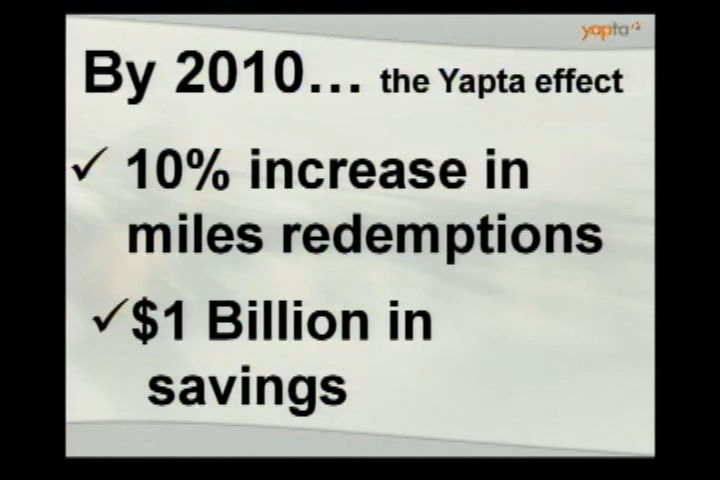 yapta
By 2010... the Yapta effect
✓ 10% increase in
miles redemptions
✓ $1 Billion in
savings